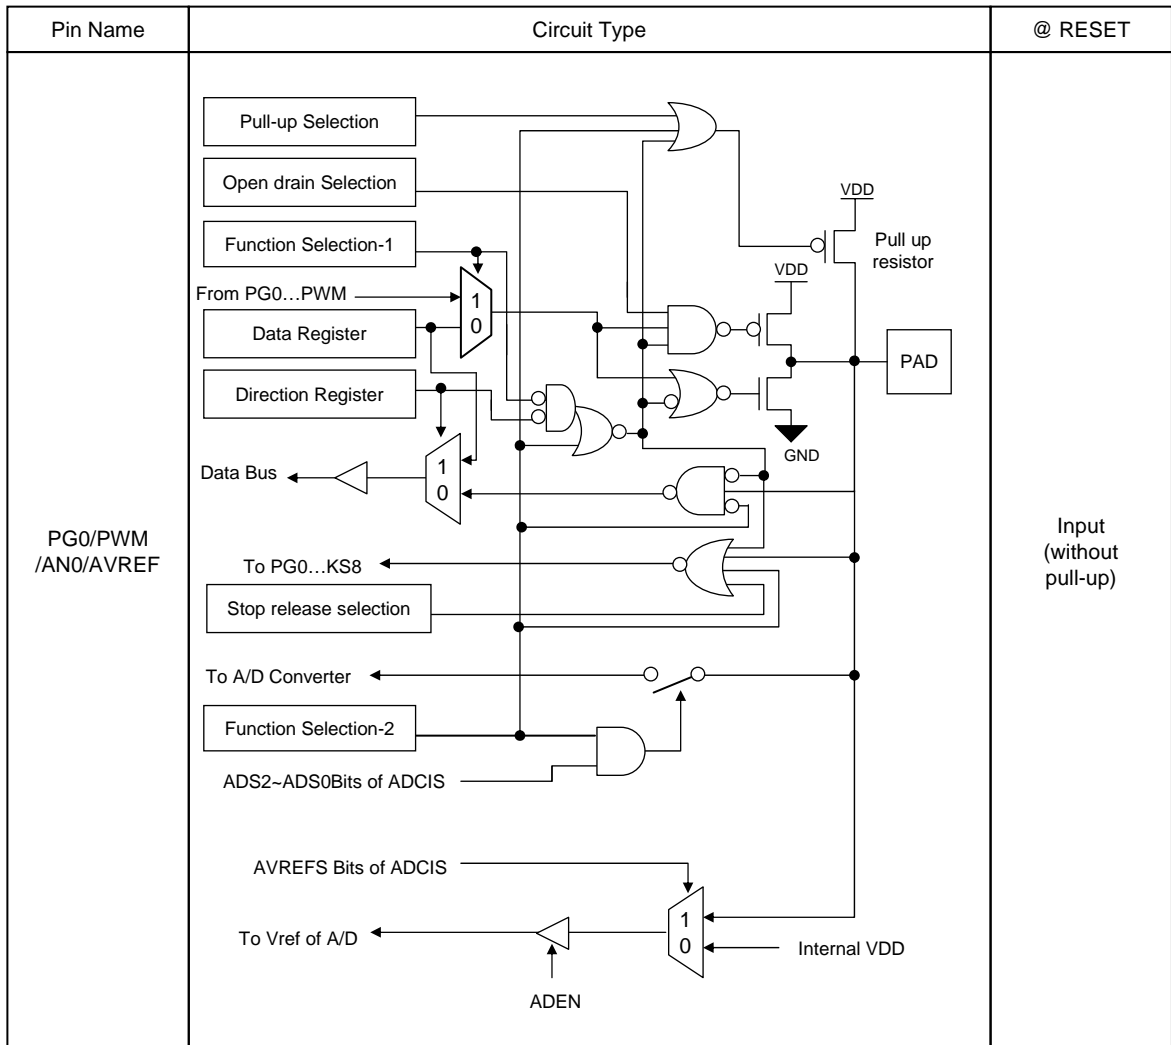 Pin Name
Circuit Type
@ RESET
Pull-up Selection
Open drain Selection
VDD
Function Selection-1
Pull up
resistor
VDD
From PG0...PWM
1
0
Data Register
PAD
Direction Register
GND
Data Bus
1
0
PG0/PWM
/AN0/AVREF
Input
(without
pull-up)
To PG0...KS8
Stop release selection
To A/D Converter
Function Selection-2
ADS2~ADS0Bits of ADCIS
AVREFS Bits of ADCIS
1
0
To Vref of A/D
Internal VDD
ADEN